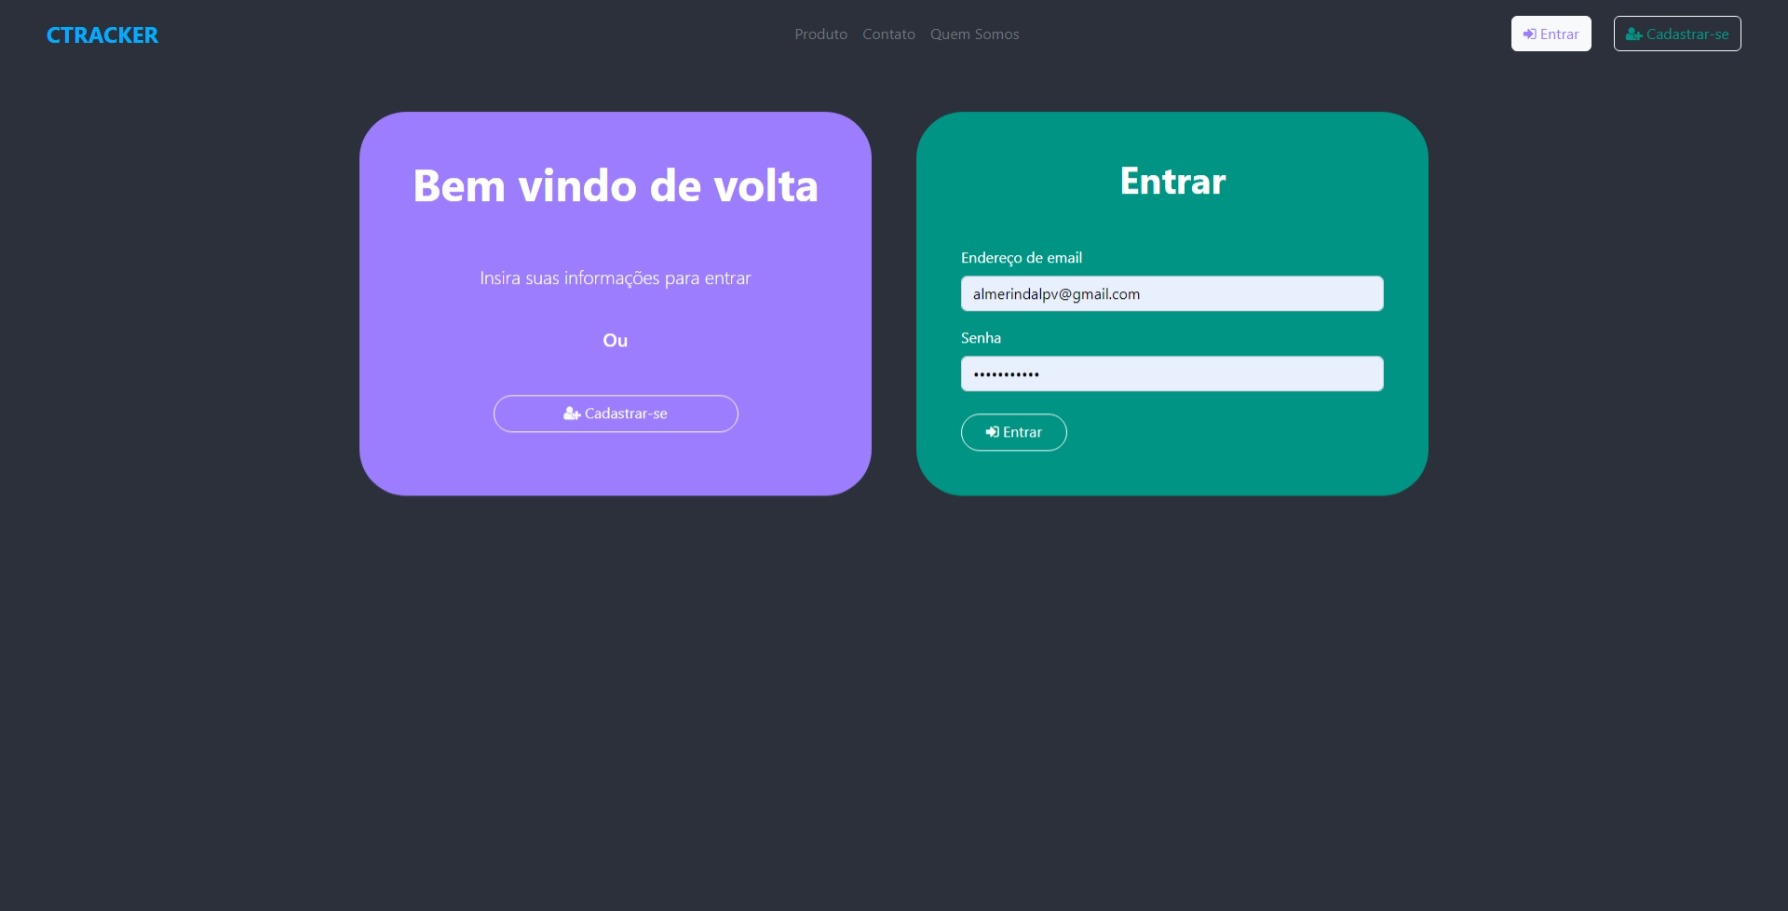 CTRACKER
Produto Contato Quem Somos
Entrar
Cadastrar-se
Bem vindo de volta
Insira suas informações para entrar
Ou
Cadastrar-se
Entrar
Endereço de email
almerindalpv@gmail.com
Senha
•••••••••••
Entrar